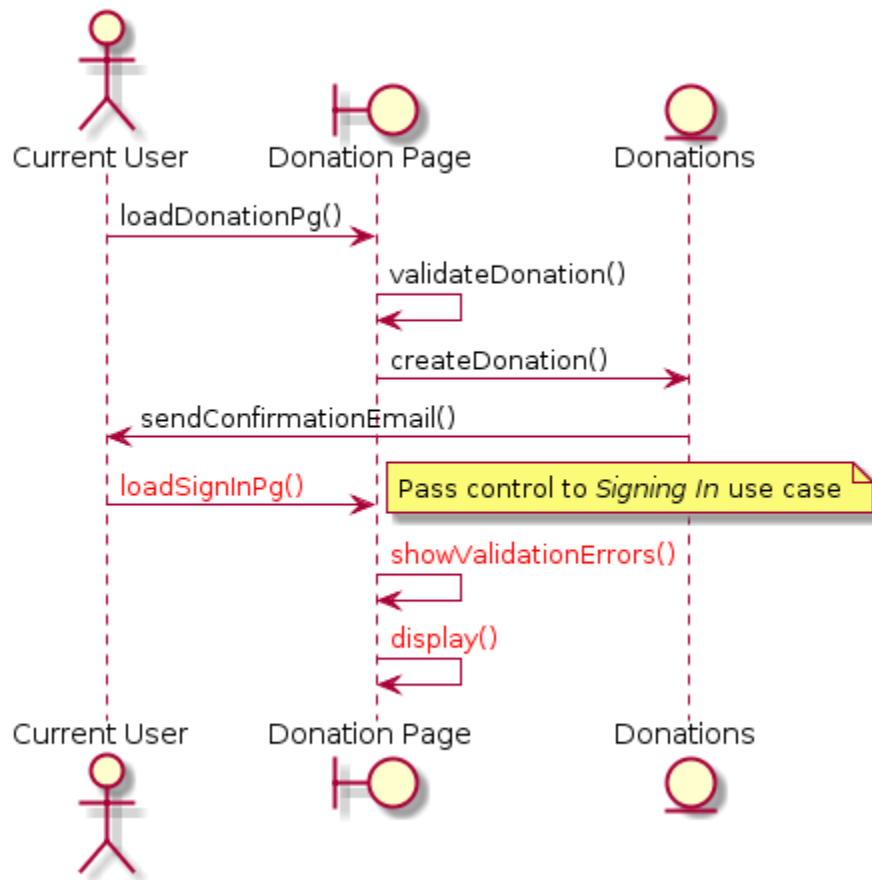 Current User
Donation Page
Donations
loadDonationPg()
validateDonation()
createDonation()
sendConfirmationEmail()
loadSignInPg()
Pass control to Signing In use case
showValidationErrors()
display()
Current User
Donation Page
Donations